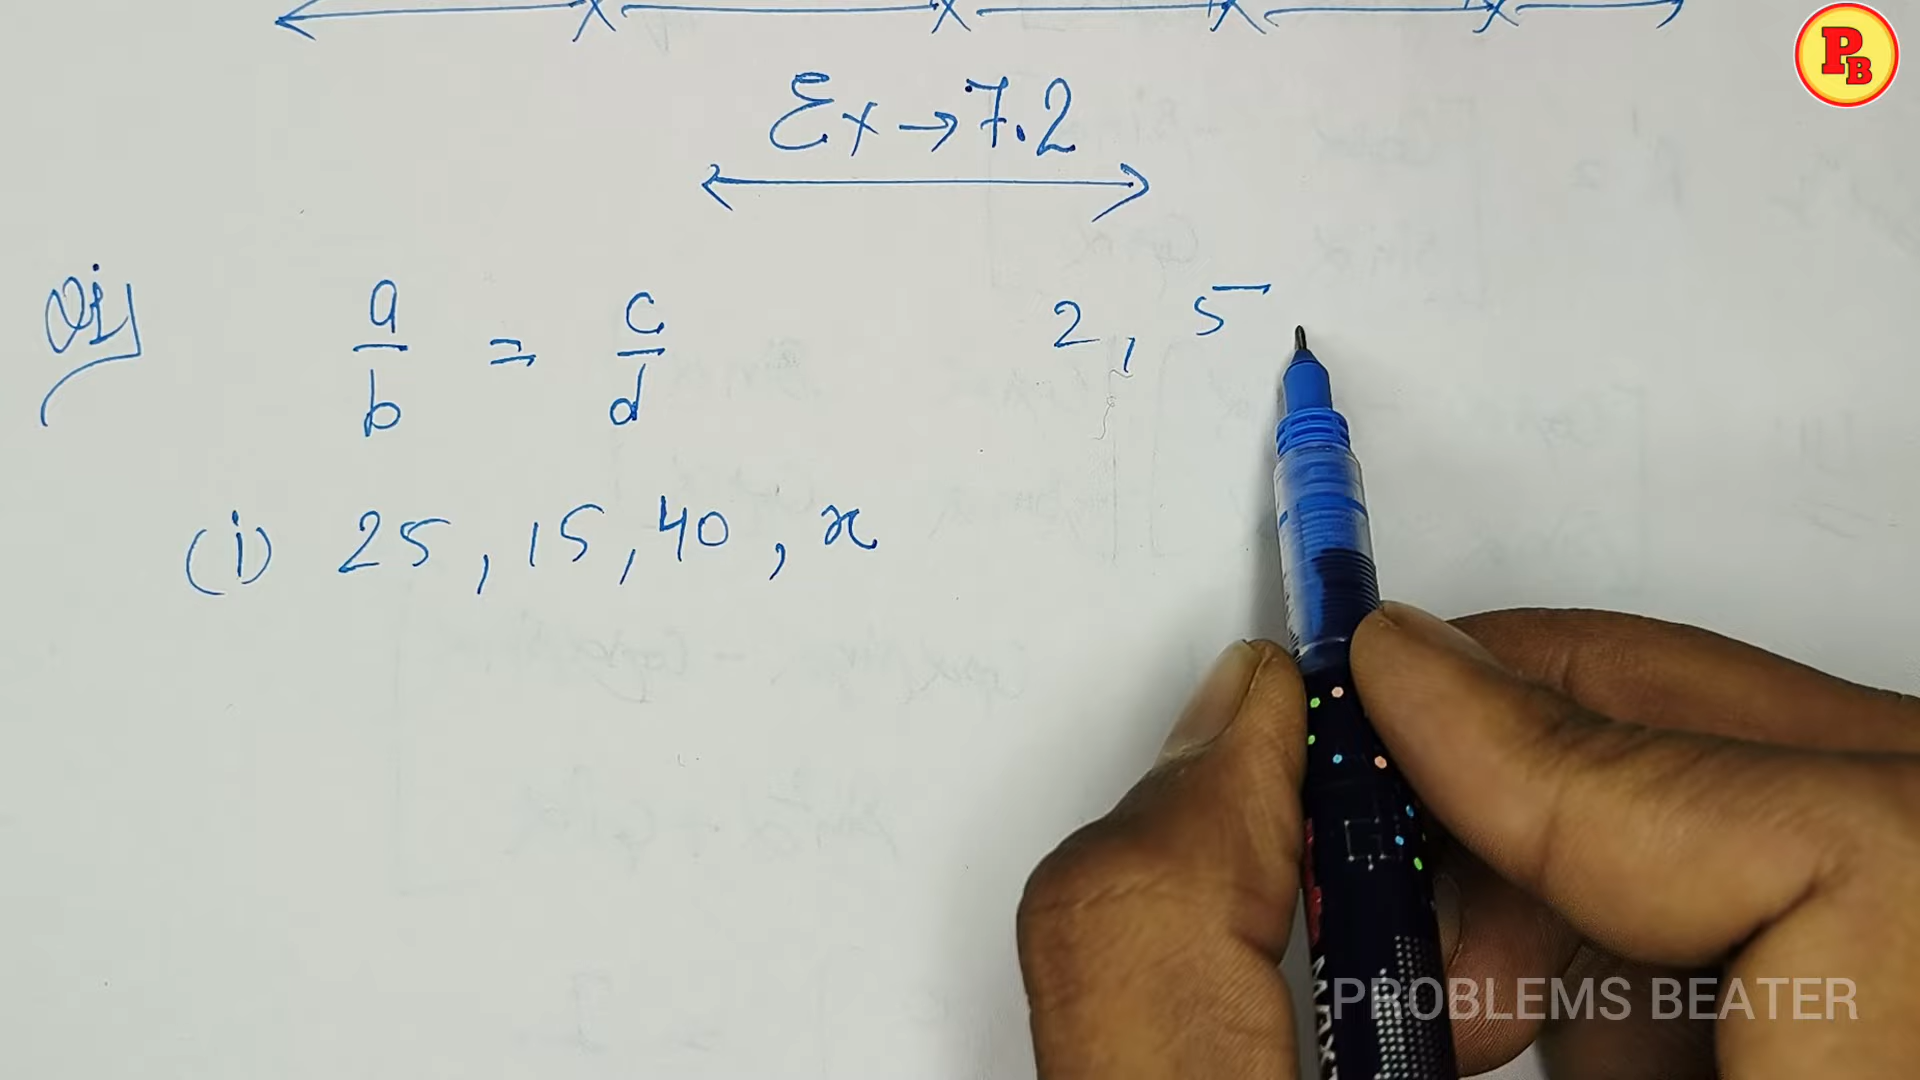 PB
Ex → 7.2
Q1)
a/b = c/d
2, 5
(i) 25, 15, 40, x
PROBLEMS BEATER